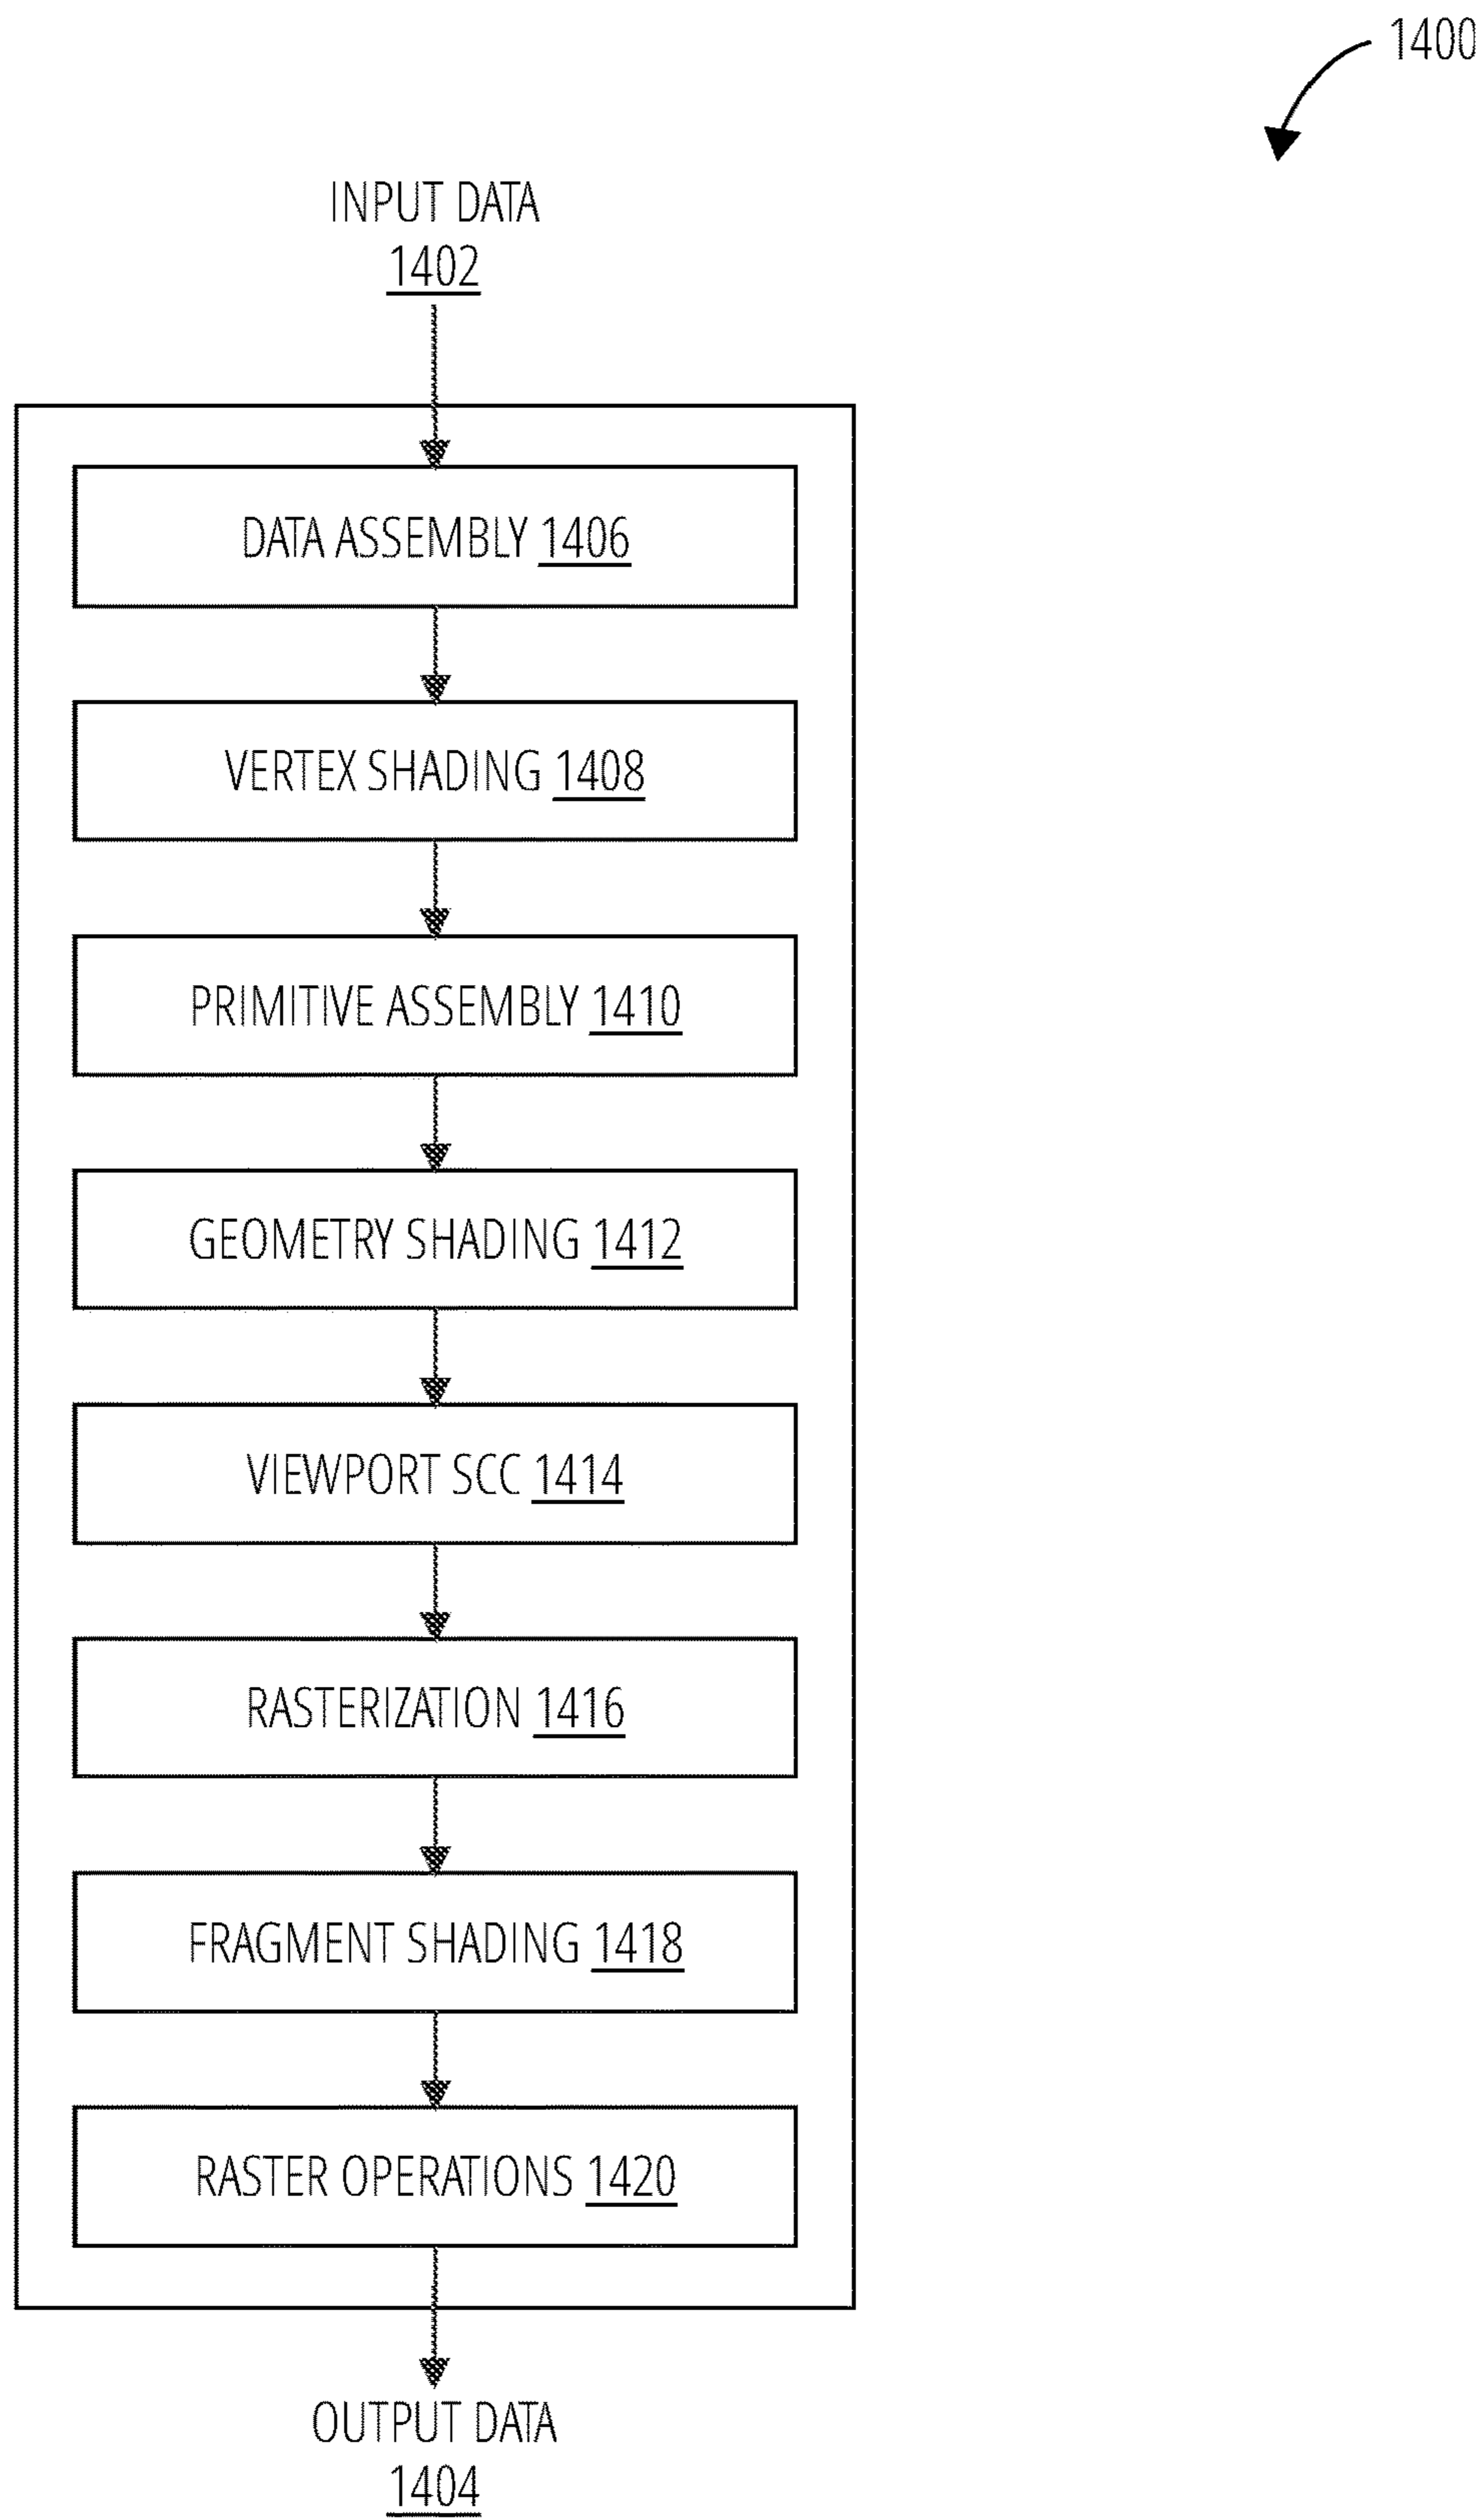 1400
INPUT DATA
1402
DATA ASSEMBLY 1406
VERTEX SHADING 1408
PRIMITIVE ASSEMBLY 1410
GEOMETRY SHADING 1412
VIEWPORT SCC 1414
RASTERIZATION 1416
FRAGMENT SHADING 1418
RASTER OPERATIONS 1420
OUTPUT DATA
1404